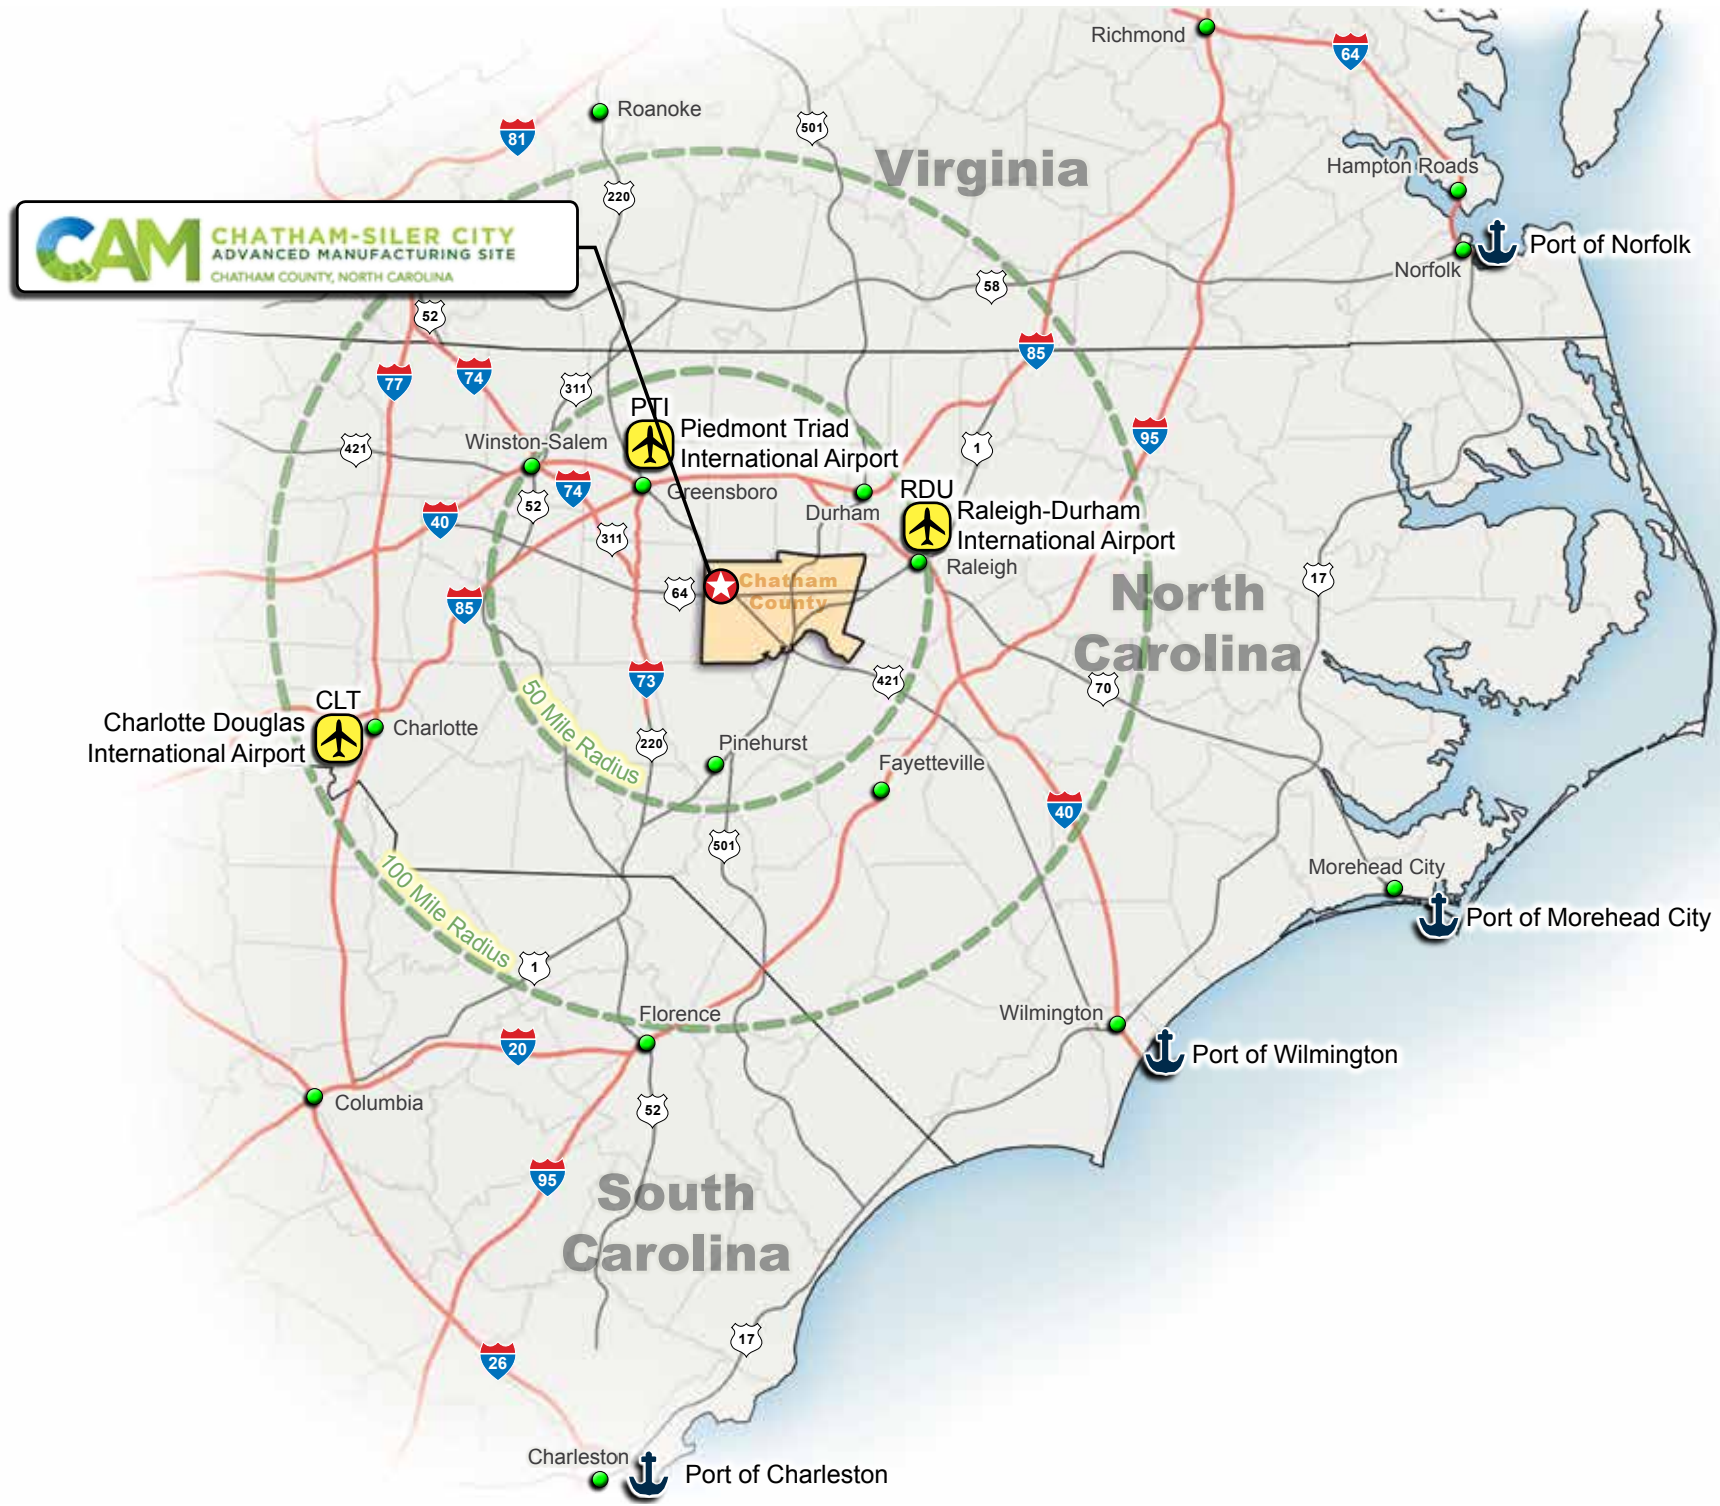 Richmond
64
Roanoke
81
501
Virginia
Hampton Roads
220
CAM
CHATHAM-SILER CITY
ADVANCED MANUFACTURING SITE
CHATHAM COUNTY, NORTH CAROLINA
Port of Norfolk
Norfolk
58
52
85
77
74
311
PTI
Piedmont Triad
International Airport
95
421
Winston-Salem
1
74
Greensboro
RDU
52
Durham
Raleigh-Durham
International Airport
40
311
Raleigh
17
64
Chatham
County
North
Carolina
85
73
421
70
50 Mile Radius
CLT
Charlotte Douglas
International Airport
Charlotte
220
Pinehurst
Fayetteville
40
501
100 Mile Radius
Morehead City
Port of Morehead City
1
Florence
Wilmington
20
Port of Wilmington
Columbia
52
95
South
Carolina
17
26
Charleston
Port of Charleston